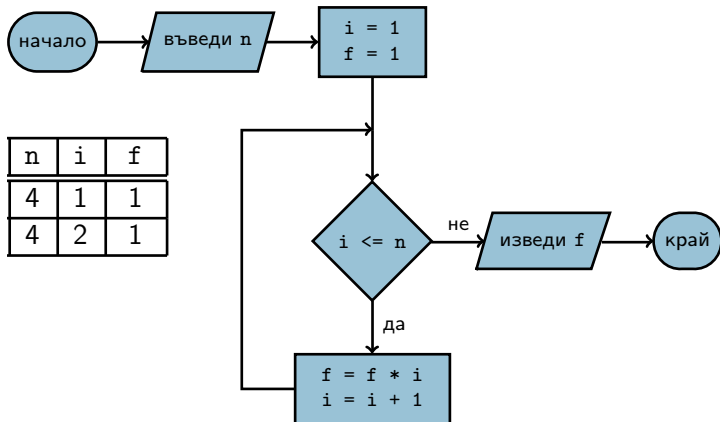 начало
въведи n
i = 1
f = 1
n i f
4 1 1
4 2 1
i <= n
не
изведи f
край
да
f = f * i
i = i + 1